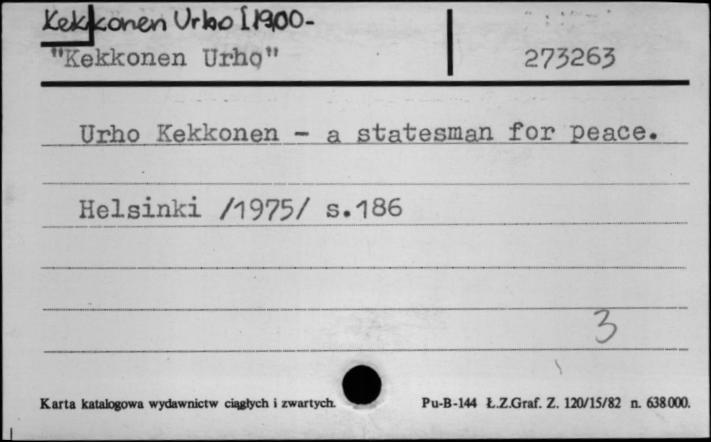 Kekkonen Urho [1900-
"Kekkonen Urho"
273263
Urho Kekkonen - a statesman for peace.
Helsinki /1975/ s.186
3
Karta katalogowa wydawnictw ciągłych i zwartych.
Pu-B-144 Ł.Z.Graf. Z. 120/15/82 n. 638000.